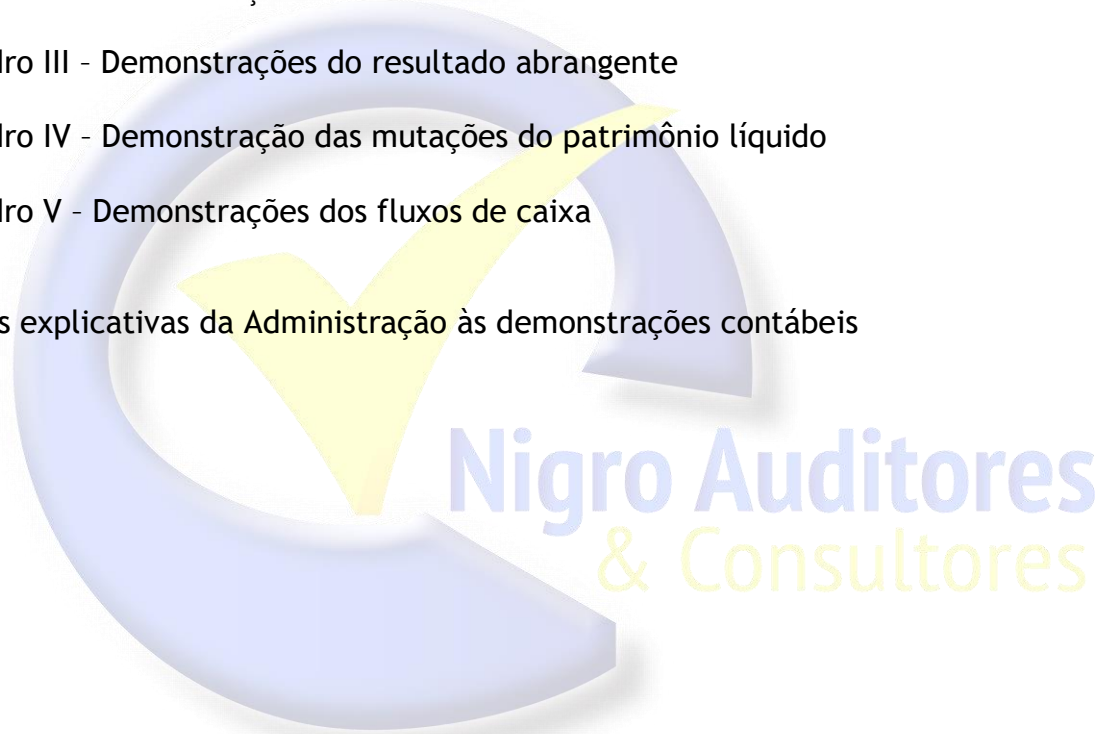 dro III – Demonstrações do resultado abrangente
dro IV – Demonstração das mutações do patrimônio líquido
dro V – Demonstrações dos fluxos de caixa
s explicativas da Administração às demonstrações contábeis
Nigro Auditores
& Consultores